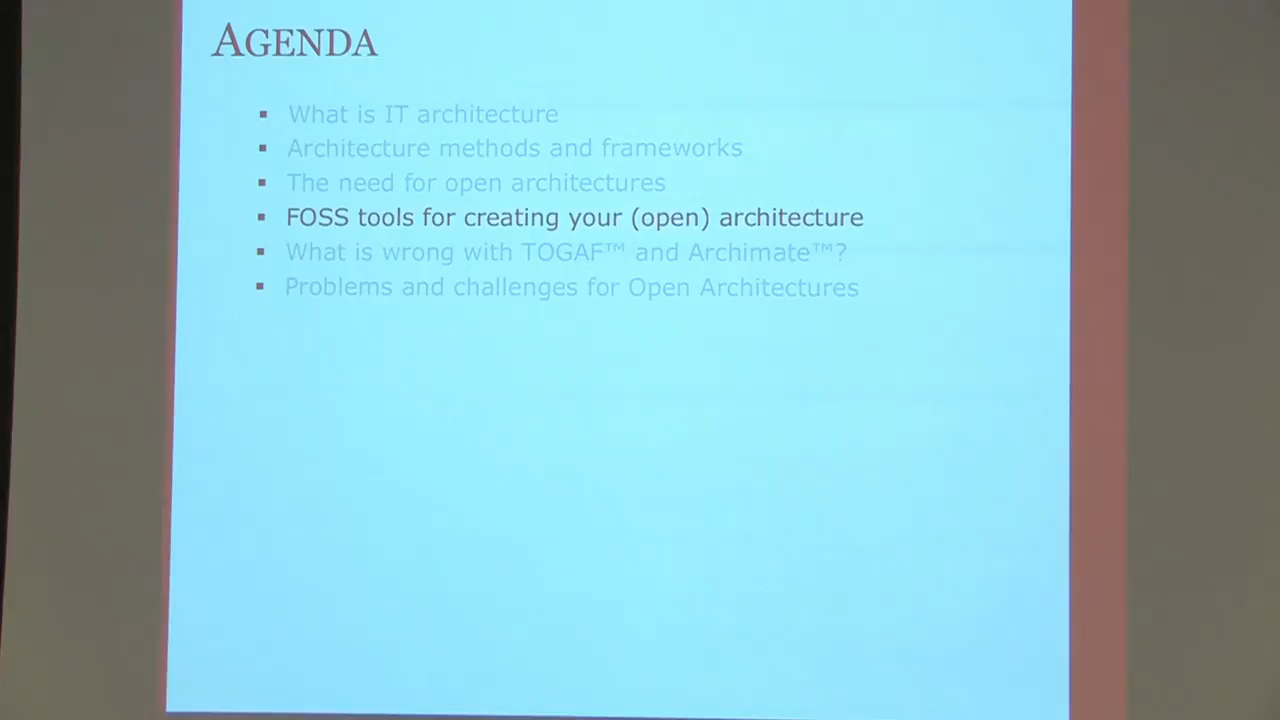 AGENDA
▪ What is IT architecture
▪ Architecture methods and frameworks
▪ The need for open architectures
▪ FOSS tools for creating your (open) architecture
▪ What is wrong with TOGAF™ and Archimate™?
▪ Problems and challenges for Open Architectures